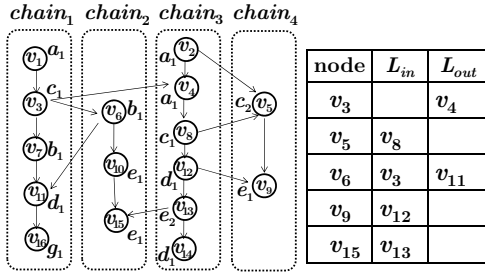 chain₁ chain₂ chain₃ chain₄
v₁ a₁
v₂
a₁
c₁
v₃
v₄
a₁
v₆ b₁
c₂ v₅
v₈
c₁
v₇ b₁
v₁₀ e₁
v₁₂
d₁
v₁₁ d₁
e₁ v₉
v₁₃
e₂
v₁₅ e₁
v₁₆ g₁
v₁₄
d₁
node L_in L_out
v₃ v₄
v₅ v₈
v₆ v₃ v₁₁
v₉ v₁₂
v₁₅ v₁₃